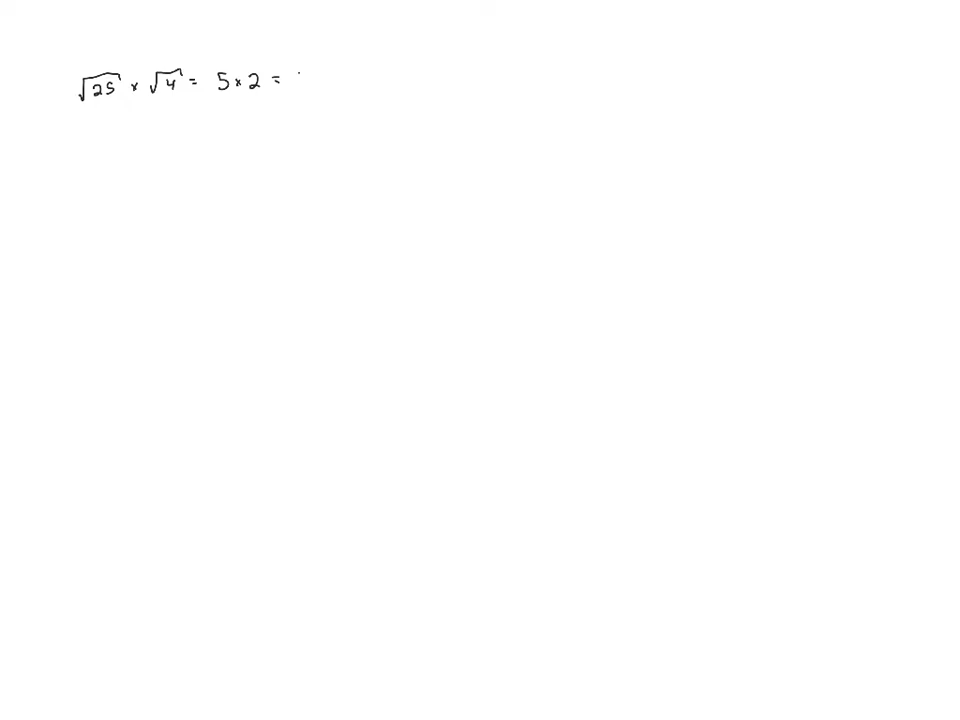 √25 × √4 = 5 × 2 =